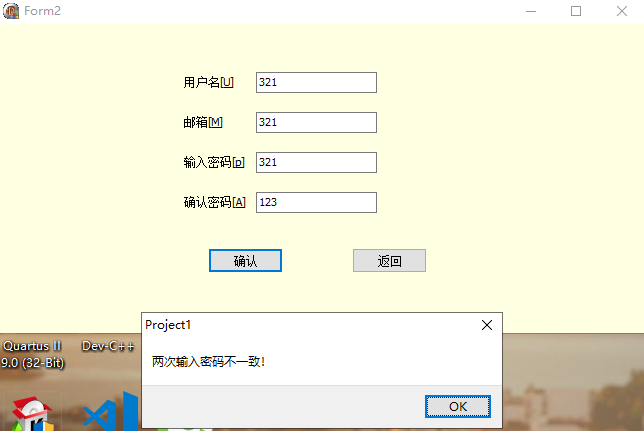 Form2
用户名[U] 321
邮箱[M] 321
输入密码[p] 321
确认密码[A] 123
确认 返回
Project1
两次输入密码不一致！
OK
Quartus II Dev-C++
9.0 (32-Bit)